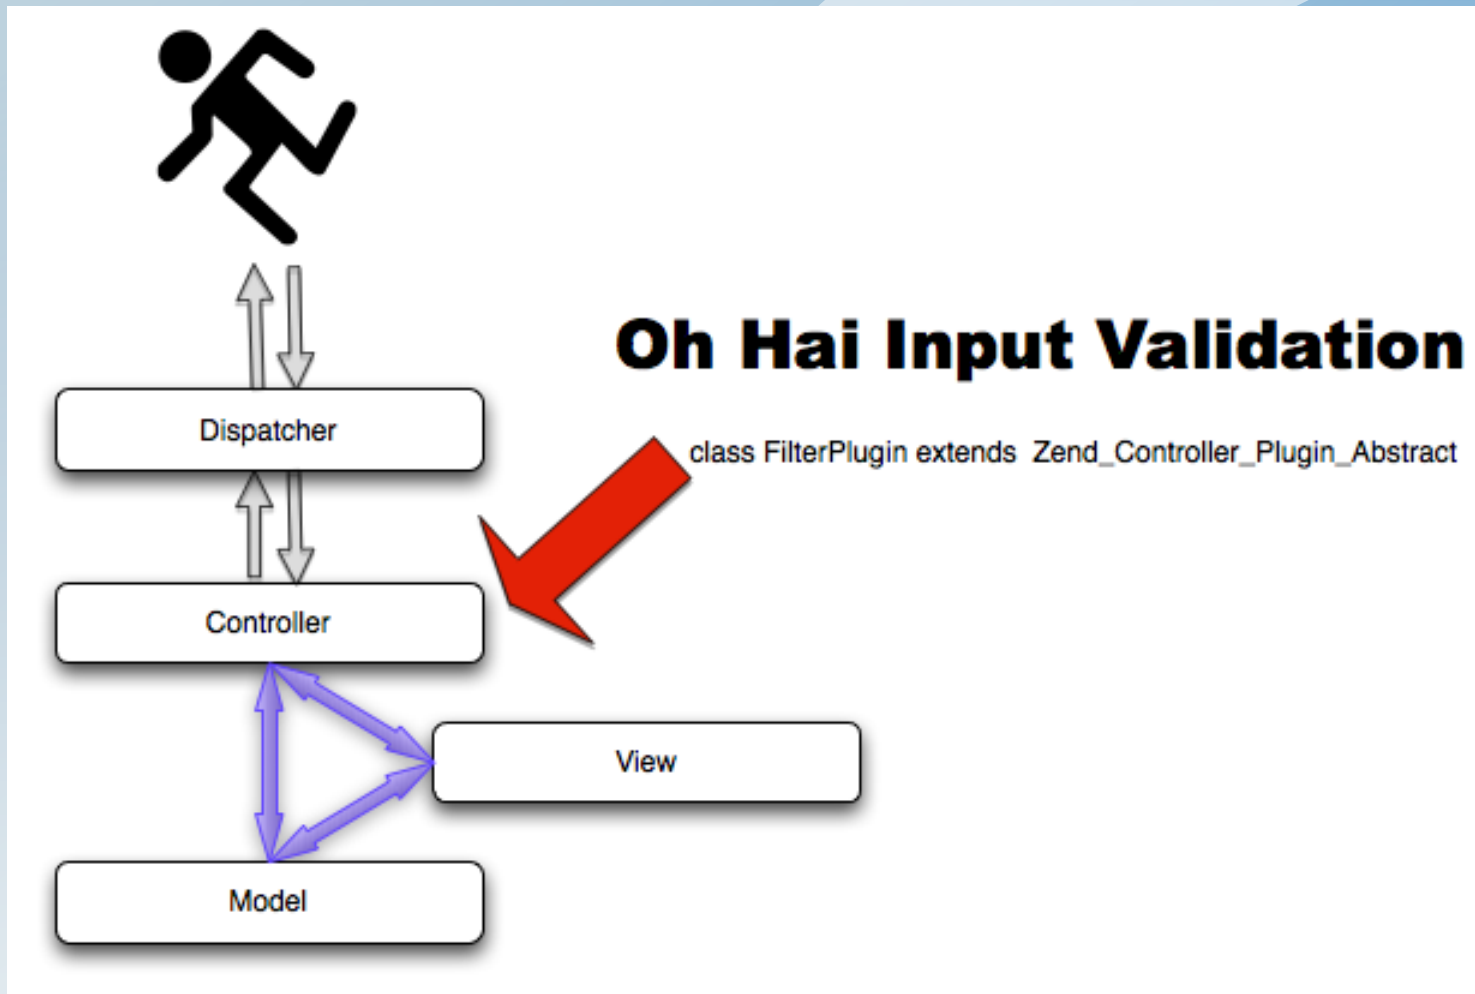 Oh Hai Input Validation
Dispatcher
class FilterPlugin extends Zend_Controller_Plugin_Abstract
Controller
View
Model